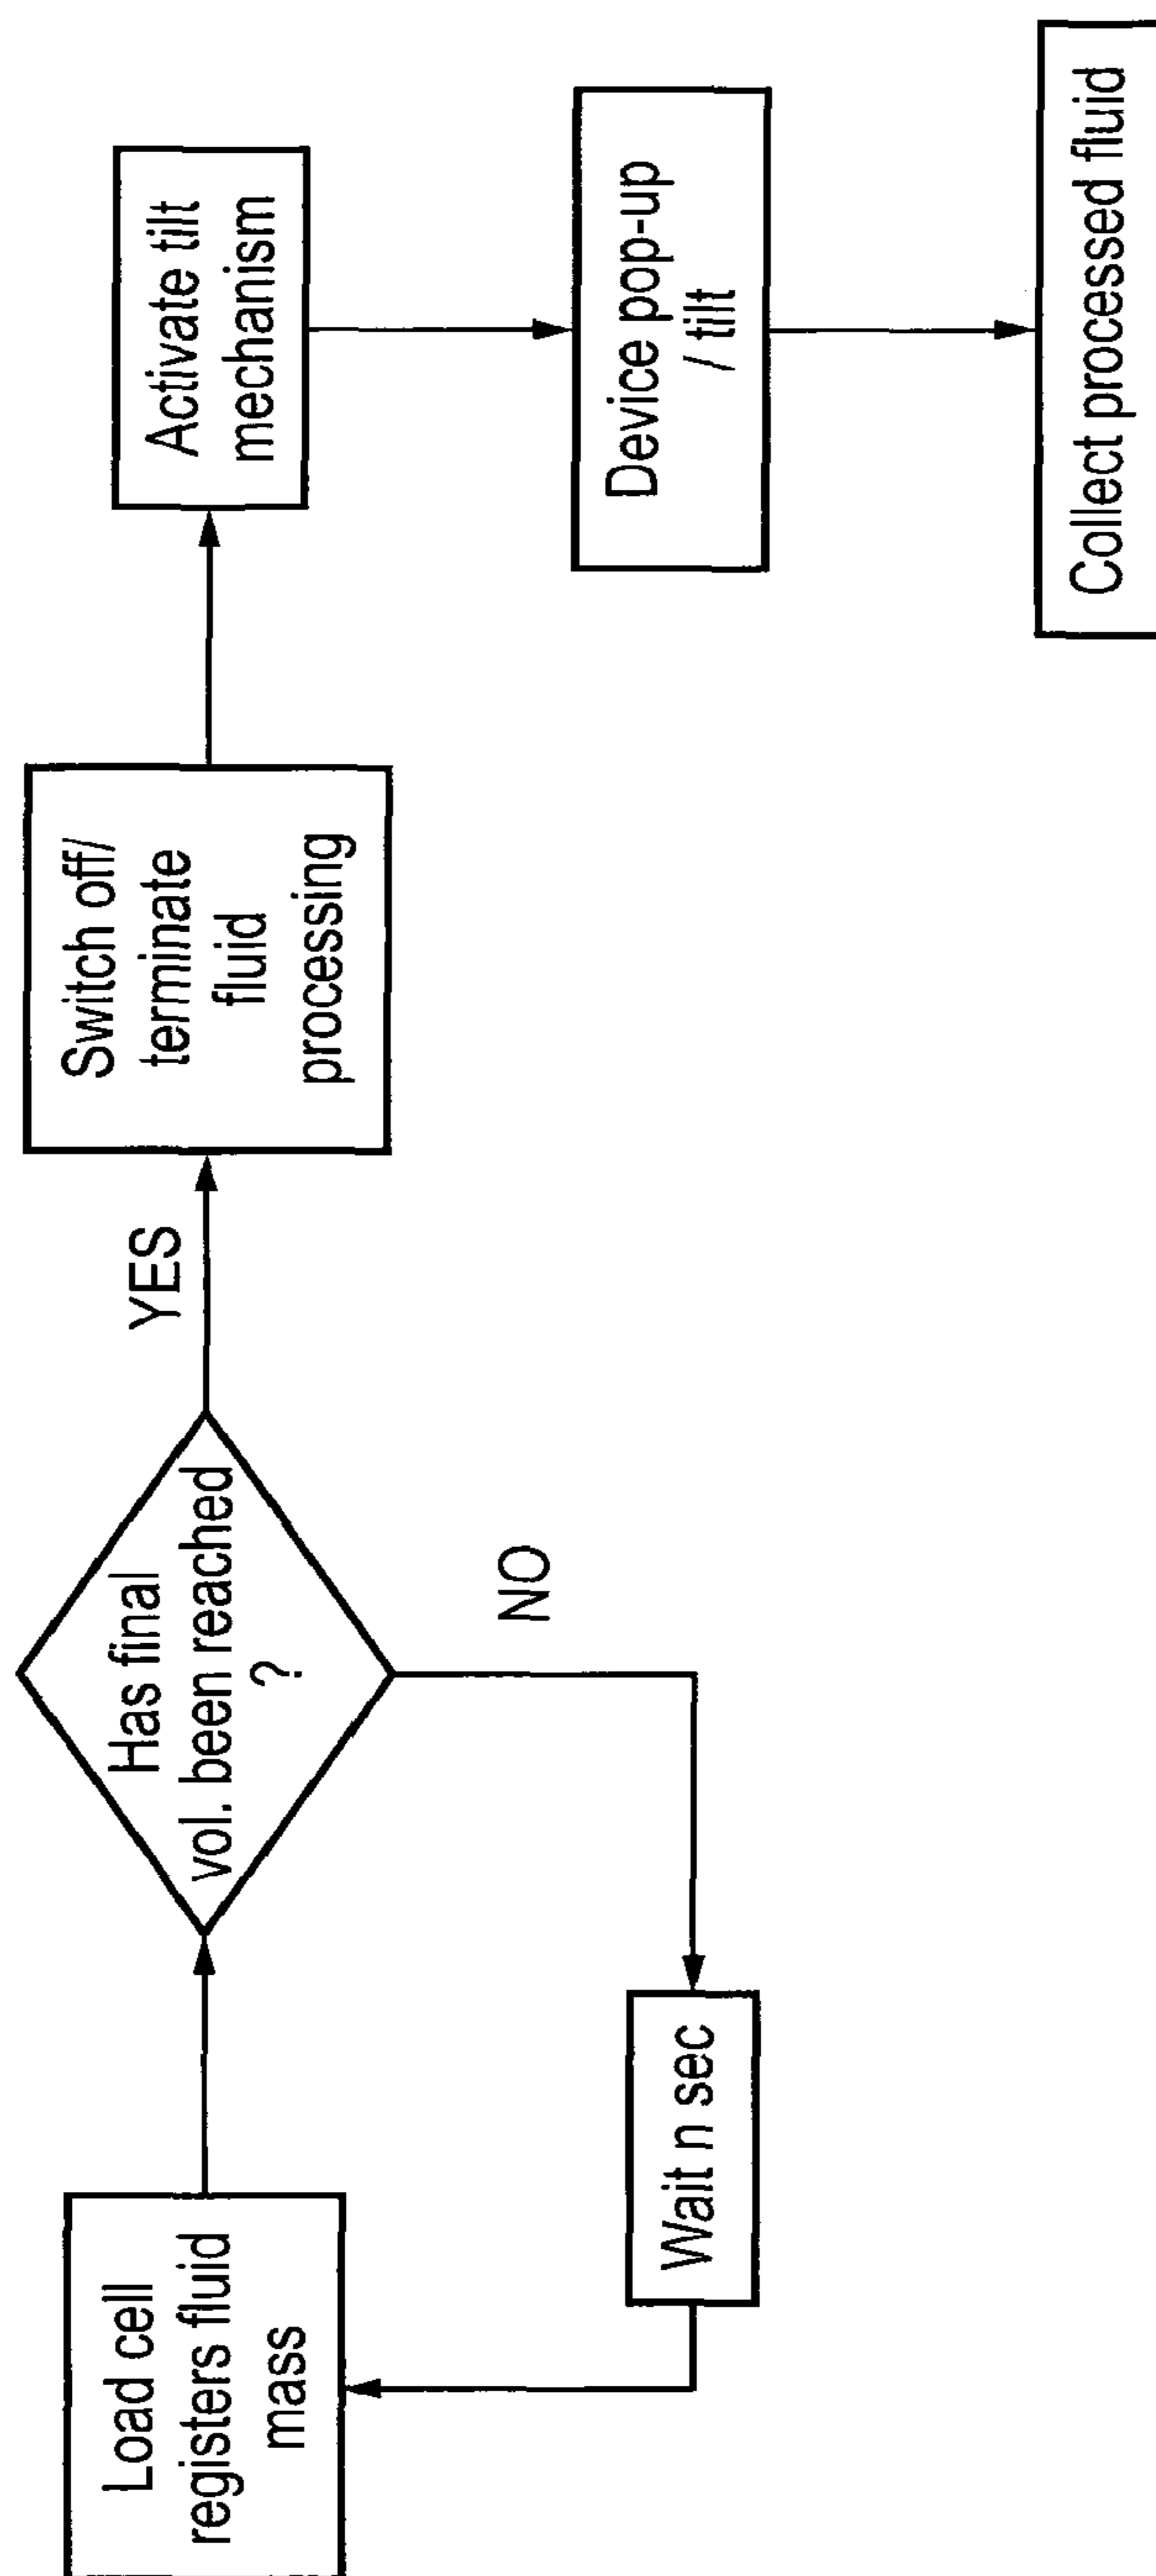 Load cell
registers fluid
mass
Has final
vol. been reached
?
YES
NO
Wait n sec
Switch off/
terminate
fluid
processing
Activate tilt
mechanism
Device pop-up
/ tilt
Collect processed fluid